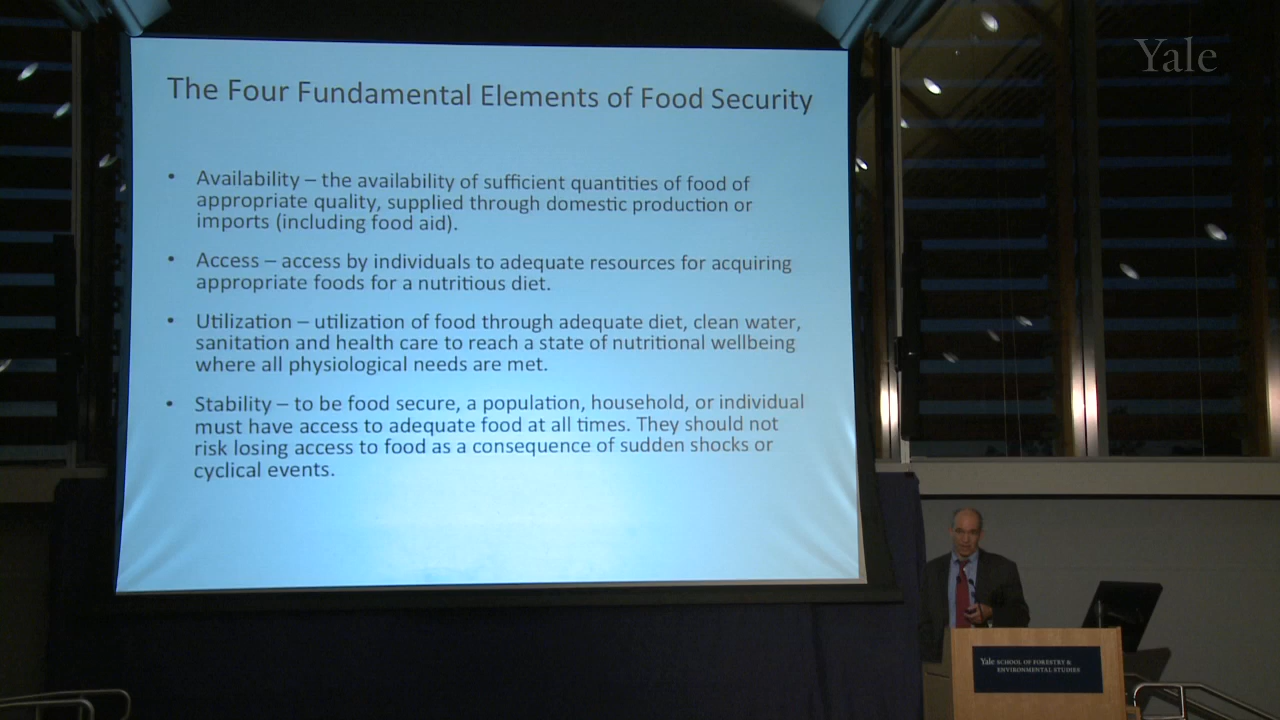 Yale
The Four Fundamental Elements of Food Security
• Availability – the availability of sufficient quantities of food of
appropriate quality, supplied through domestic production or
imports (including food aid).
• Access – access by individuals to adequate resources for acquiring
appropriate foods for a nutritious diet.
• Utilization – utilization of food through adequate diet, clean water,
sanitation and health care to reach a state of nutritional wellbeing
where all physiological needs are met.
• Stability – to be food secure, a population, household, or individual
must have access to adequate food at all times. They should not
risk losing access to food as a consequence of sudden shocks or
cyclical events.
Yale SCHOOL OF FORESTRY &
ENVIRONMENTAL STUDIES